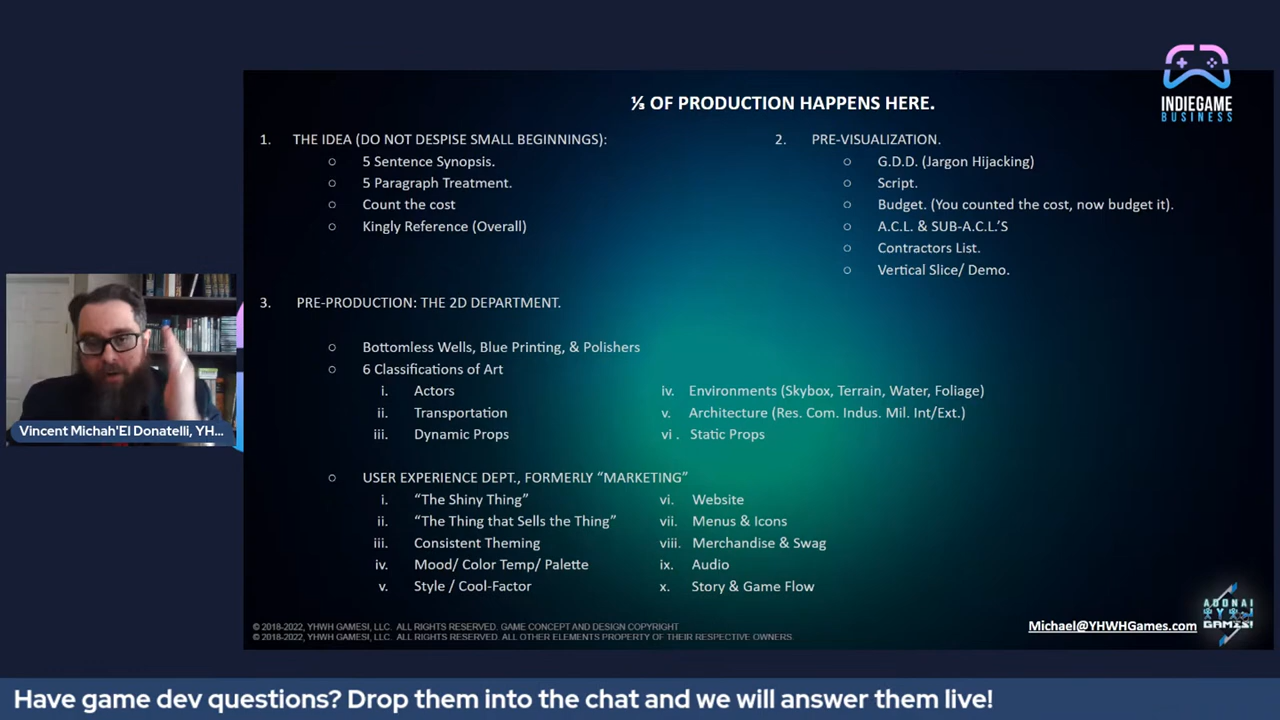 INDIEGAME
BUSINESS
⅓ OF PRODUCTION HAPPENS HERE.
1. THE IDEA (DO NOT DESPISE SMALL BEGINNINGS):
○ 5 Sentence Synopsis.
○ 5 Paragraph Treatment.
○ Count the cost
○ Kingly Reference (Overall)
2. PRE-VISUALIZATION.
○ G.D.D. (Jargon Hijacking)
○ Script.
○ Budget. (You counted the cost, now budget it).
○ A.C.L. & SUB-A.C.L.'S
○ Contractors List.
○ Vertical Slice/ Demo.
3. PRE-PRODUCTION: THE 2D DEPARTMENT.
○ Bottomless Wells, Blue Printing, & Polishers
○ 6 Classifications of Art
i. Actors
ii. Transportation
iii. Dynamic Props
iv. Environments (Skybox, Terrain, Water, Foliage)
v. Architecture (Res. Com. Indus. Mil. Int/Ext.)
vi . Static Props
○ USER EXPERIENCE DEPT., FORMERLY “MARKETING”
i. “The Shiny Thing”
ii. “The Thing that Sells the Thing”
iii. Consistent Theming
iv. Mood/ Color Temp/ Palette
v. Style / Cool-Factor
vi. Website
vii. Menus & Icons
viii. Merchandise & Swag
ix. Audio
x. Story & Game Flow
Vincent Michah'El Donatelli, YH...
© 2018-2022, YHWH GAMES!, LLC. ALL RIGHTS RESERVED. GAME CONCEPT AND DESIGN COPYRIGHT
© 2018-2022, YHWH GAMES!, LLC. ALL RIGHTS RESERVED. ALL OTHER ELEMENTS PROPERTY OF THEIR RESPECTIVE OWNERS.
Michael@YHWHGames.com
ADONAI
GAMES!
Have game dev questions? Drop them into the chat and we will answer them live!